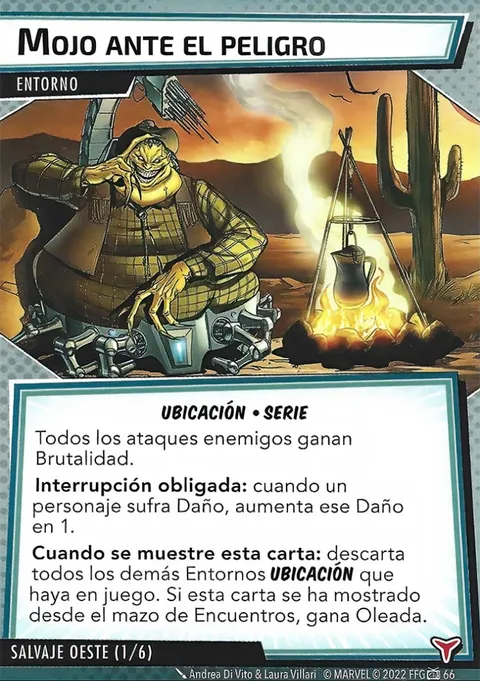 MOJO ANTE EL PELIGRO
ENTORNO
UBICACIÓN • SERIE
Todos los ataques enemigos ganan
Brutalidad.
Interrupción obligada: cuando un
personaje sufra Daño, aumenta ese Daño
en 1.
Cuando se muestre esta carta: descarta
todos los demás Entornos UBICACIÓN que
haya en juego. Si esta carta se ha mostrado
desde el mazo de Encuentros, gana Oleada.
SALVAJE OESTE (1/6)
Andrea Di Vito & Laura Villari © MARVEL © 2022 FFG 66